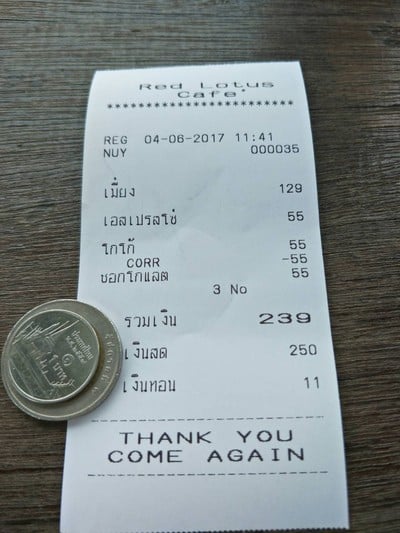 Red Lotus
Cafe'
************************
REG 04-06-2017 11:41
NUY 000035
เมี่ยง 129
เอสเปรสโซ่ 55
โกโก้ 55
CORR -55
ชอกโกแลต 55
3 No
รวมเงิน 239
เงินสด 250
เงินทอน 11
THANK YOU
COME AGAIN